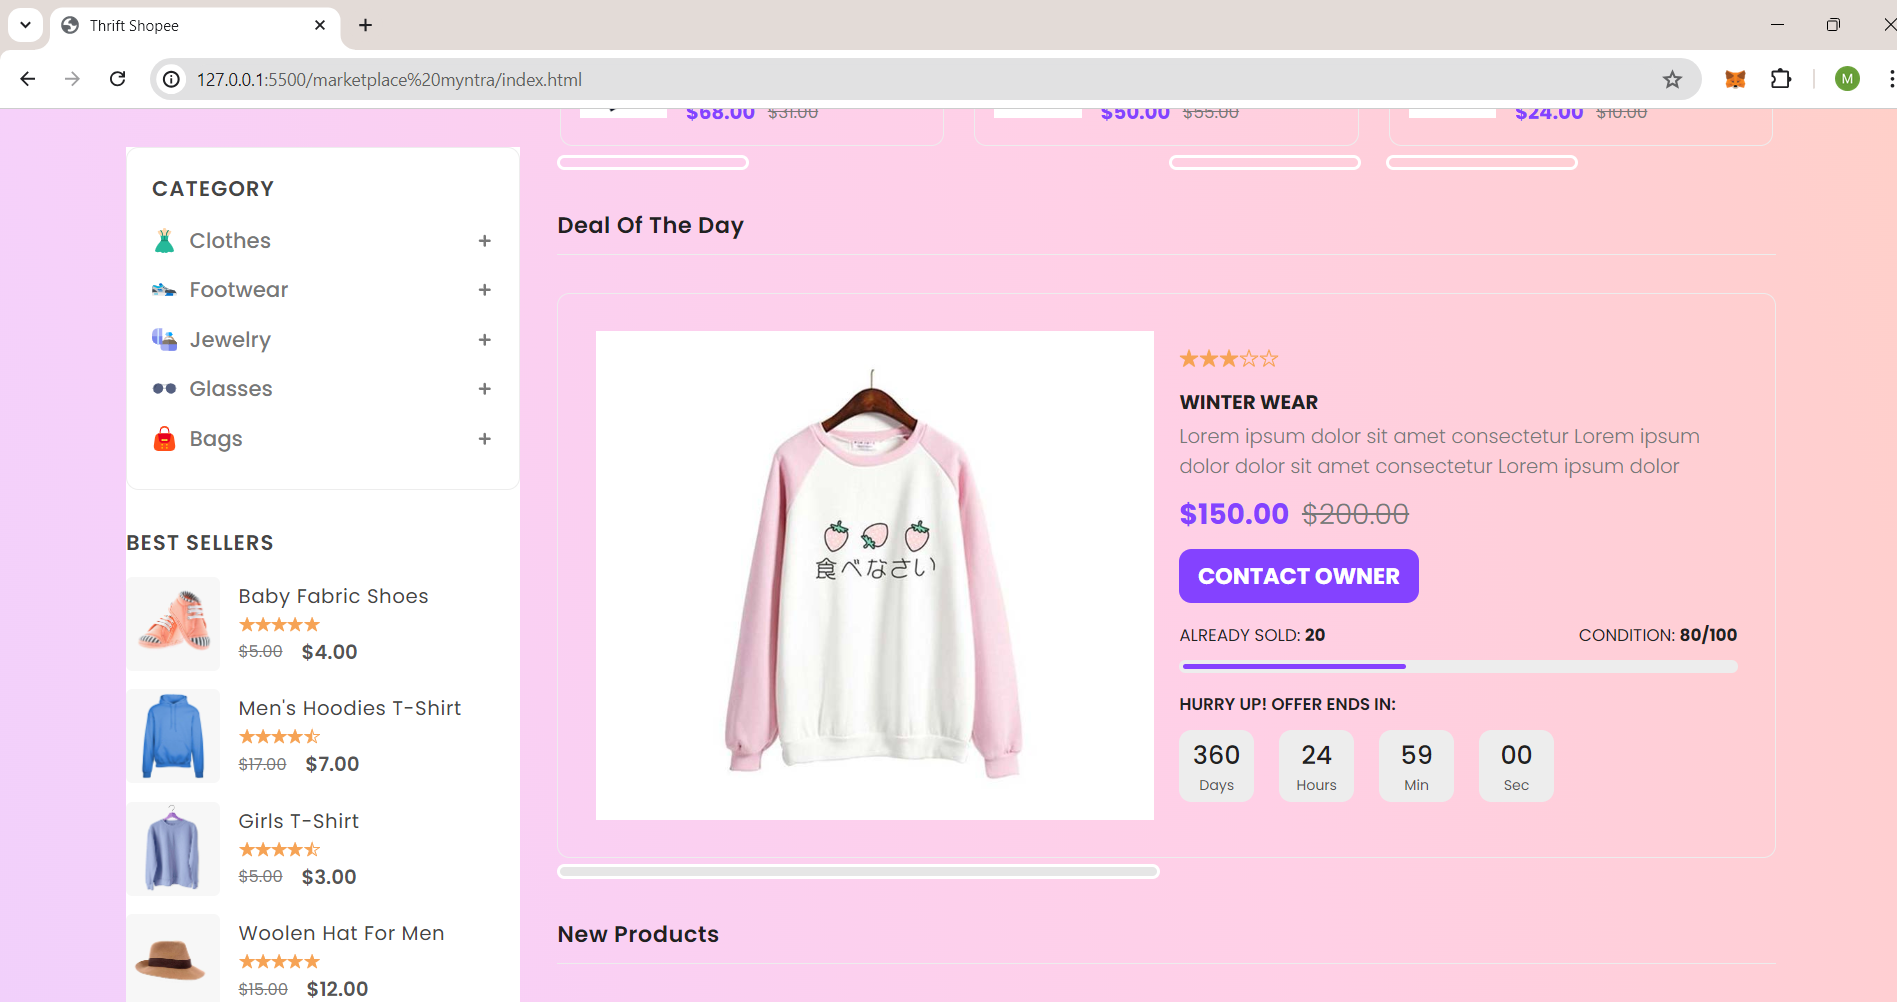 Thrift Shopee
127.0.0.1:5500/marketplace%20myntra/index.html
M
$68.00 $31.00
$50.00 $55.00
$24.00 $10.00
CATEGORY
Clothes +
Footwear +
Jewelry +
Glasses +
Bags +
BEST SELLERS
Baby Fabric Shoes
$5.00 $4.00
Men's Hoodies T-Shirt
$17.00 $7.00
Girls T-Shirt
$5.00 $3.00
Woolen Hat For Men
$15.00 $12.00
Deal Of The Day
食べなさい
WINTER WEAR
Lorem ipsum dolor sit amet consectetur Lorem ipsum
dolor dolor sit amet consectetur Lorem ipsum dolor
$150.00 $200.00
CONTACT OWNER
ALREADY SOLD: 20 CONDITION: 80/100
HURRY UP! OFFER ENDS IN:
360 24 59 00
Days Hours Min Sec
New Products